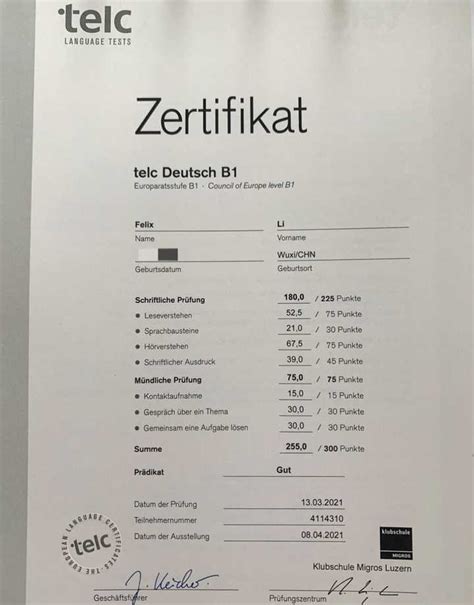 telc
LANGUAGE TESTS
Zertifikat
telc Deutsch B1
Europaratsstufe B1 · Council of Europe level B1
Felix Li
Name Vorname
Wuxi/CHN
Geburtsdatum Geburtsort
Schriftliche Prüfung 180,0 / 225 Punkte
Leseverstehen 52,5 / 75 Punkte
Sprachbausteine 21,0 / 30 Punkte
Hörverstehen 67,5 / 75 Punkte
Schriftlicher Ausdruck 39,0 / 45 Punkte
Mündliche Prüfung 75,0 / 75 Punkte
Kontaktaufnahme 15,0 / 15 Punkte
Gespräch über ein Thema 30,0 / 30 Punkte
Gemeinsam eine Aufgabe lösen 30,0 / 30 Punkte
Summe 255,0 / 300 Punkte
Prädikat Gut
Datum der Prüfung 13.03.2021
Teilnehmernummer 4114310
Datum der Ausstellung 08.04.2021
THE EUROPEAN LANGUAGE CERTIFICATES
telc
klubschule
MIGROS
Klubschule Migros Luzern
Geschäftsführer Prüfungszentrum